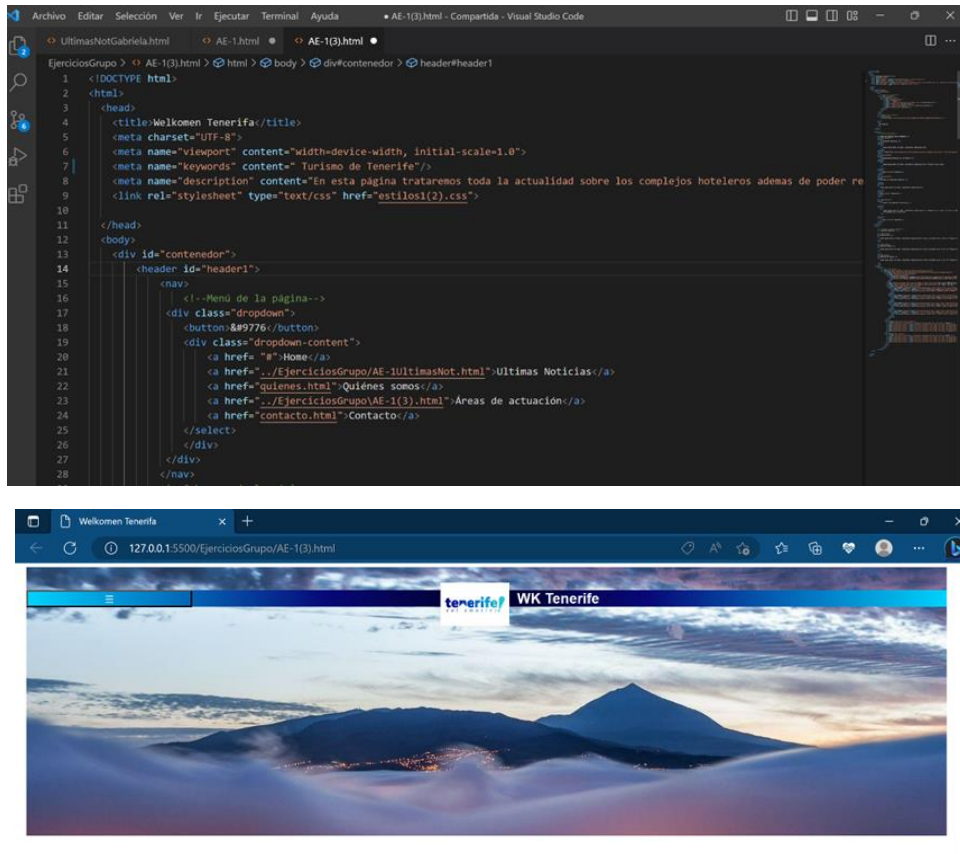 Archivo Editar Selección Ver Ir Ejecutar Terminal Ayuda
● AE-1(3).html - Compartida - Visual Studio Code
UltimasNotGabriela.html AE-1.html ● AE-1(3).html ●
EjerciciosGrupo > AE-1(3).html > html > body > div#contenedor > header#header1
1 <!DOCTYPE html>
2 <html>
3 <head>
4 <title>Welkomen Tenerifa</title>
5 <meta charset="UTF-8">
6 <meta name="viewport" content="width=device-width, initial-scale=1.0">
7 <meta name="keywords" content=" Turismo de Tenerife"/>
8 <meta name="description" content="En esta página trataremos toda la actualidad sobre los complejos hoteleros ademas de poder re
9 <link rel="stylesheet" type="text/css" href="estilos1(2).css">
10
11 </head>
12 <body>
13 <div id="contenedor">
14 <header id="header1">
15 <nav>
16 <!--Menú de la página-->
17 <div class="dropdown">
18 <button>&#9776</button>
19 <div class="dropdown-content">
20 <a href= "#">Home</a>
21 <a href="../EjerciciosGrupo/AE-1UltimasNot.html">Ultimas Noticias</a>
22 <a href="quienes.html">Quiénes somos</a>
23 <a href="../EjerciciosGrupo\AE-1(3).html">Áreas de actuación</a>
24 <a href="contacto.html">Contacto</a>
25 </select>
26 </div>
27 </div>
28 </nav>
Welkomen Tenerifa
127.0.0.1:5500/EjerciciosGrupo/AE-1(3).html
tenerife!
WK Tenerife